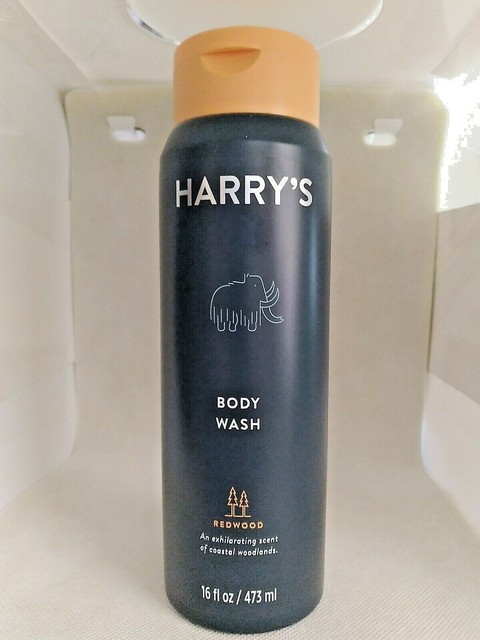 HARRY'S
BODY
WASH
REDWOOD
An exhilarating scent
of coastal woodlands.
16 fl oz / 473 ml